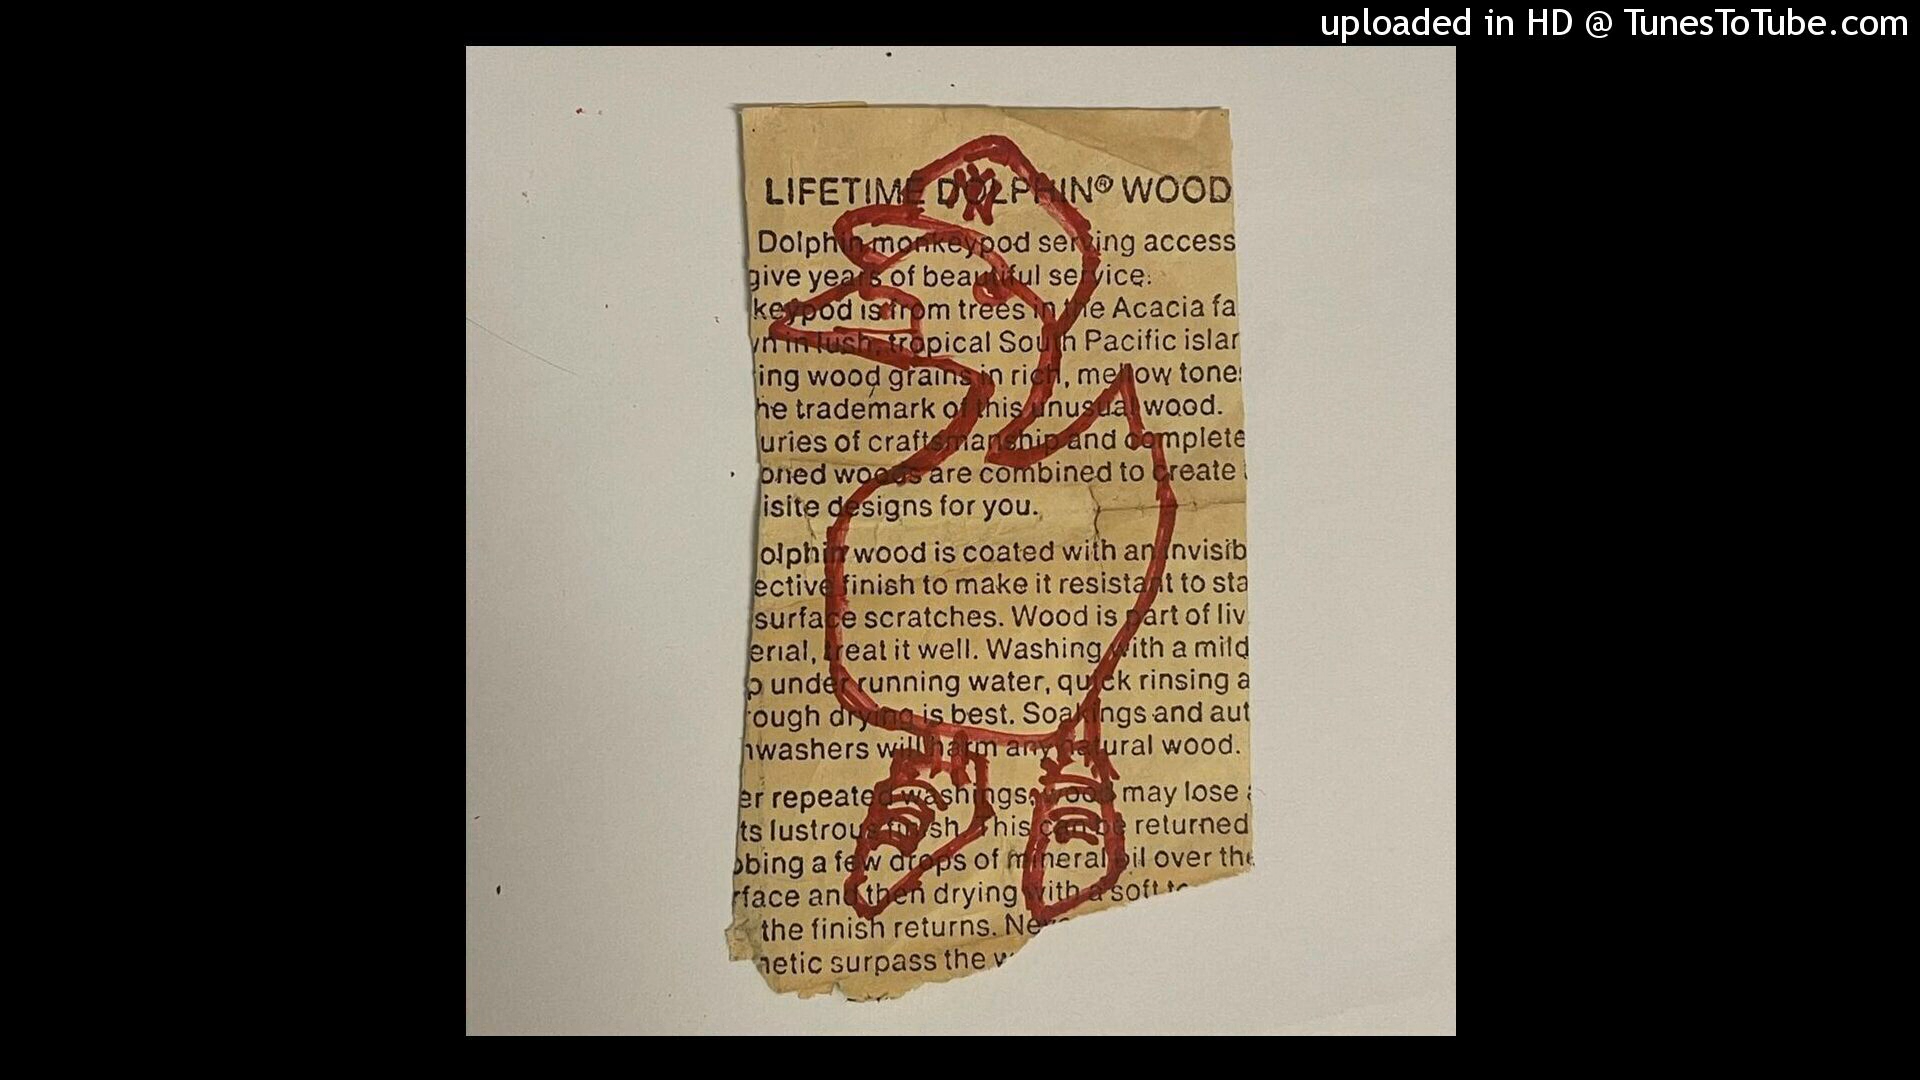 uploaded in HD @ TunesToTube.com
LIFETIME DOLPHIN® WOOD
Dolphin monkeypod serving access
give years of beautiful service.
keypod is from trees in the Acacia fa
n in lush, tropical South Pacific islan
ing wood grains in rich, mellow tones
he trademark of this unusual wood.
uries of craftsmanship and complete
oned woods are combined to create
isite designs for you.
olphin wood is coated with an invisib
ective finish to make it resistant to sta
surface scratches. Wood is part of liv
erial, treat it well. Washing with a mild
p under running water, quick rinsing a
ough drying is best. Soakings and aut
hwashers will harm any natural wood.
er repeated washings, wood may lose
ts lustrous finish. This can be returned
bbing a few drops of mineral oil over the
rface and then drying with a soft to
the finish returns. Ne
hetic surpass the w